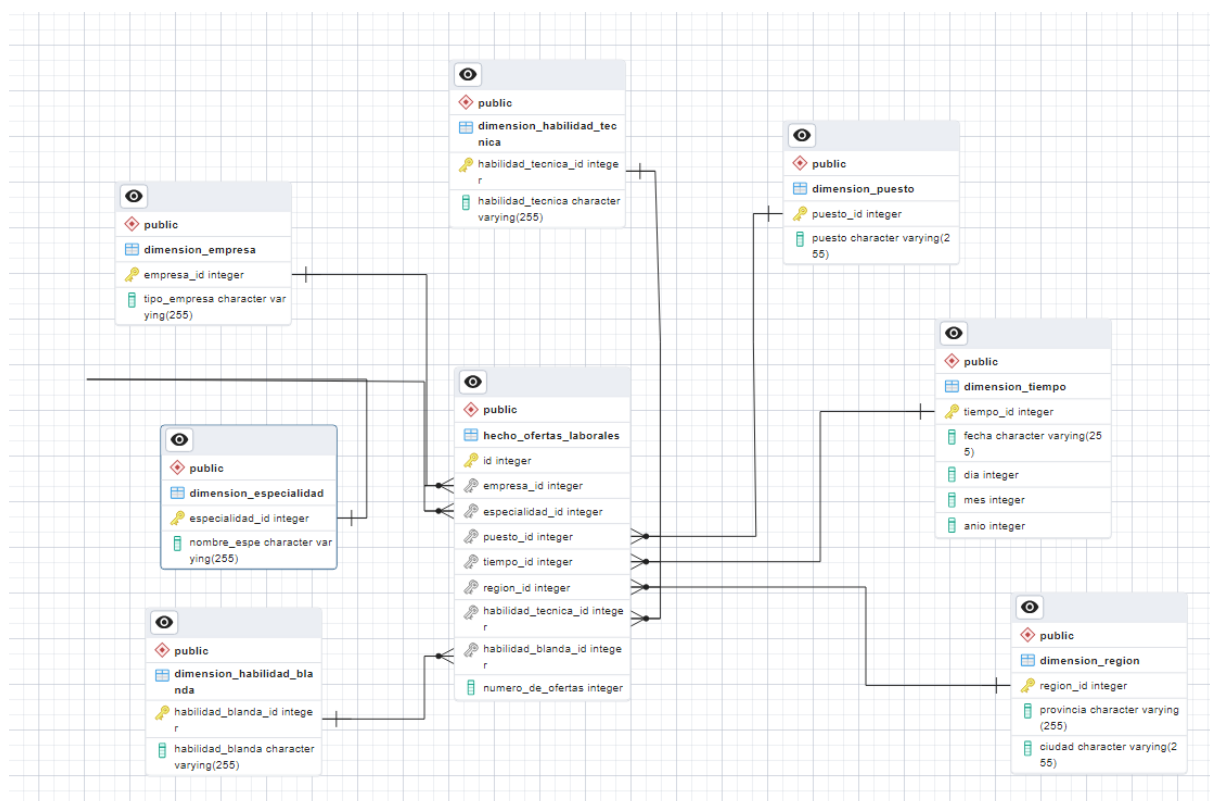 public
dimension_habilidad_tec
nica
habilidad_tecnica_id intege
r
habilidad_tecnica character
varying(255)
public
dimension_puesto
puesto_id integer
puesto character varying(2
55)
public
dimension_empresa
empresa_id integer
tipo_empresa character var
ying(255)
public
dimension_tiempo
tiempo_id integer
fecha character varying(25
5)
dia integer
mes integer
anio integer
public
hecho_ofertas_laborales
id integer
empresa_id integer
especialidad_id integer
puesto_id integer
tiempo_id integer
region_id integer
habilidad_tecnica_id intege
r
habilidad_blanda_id intege
r
numero_de_ofertas integer
public
dimension_especialidad
especialidad_id integer
nombre_espe character var
ying(255)
public
dimension_habilidad_bla
nda
habilidad_blanda_id intege
r
habilidad_blanda character
varying(255)
public
dimension_region
region_id integer
provincia character varying
(255)
ciudad character varying(2
55)